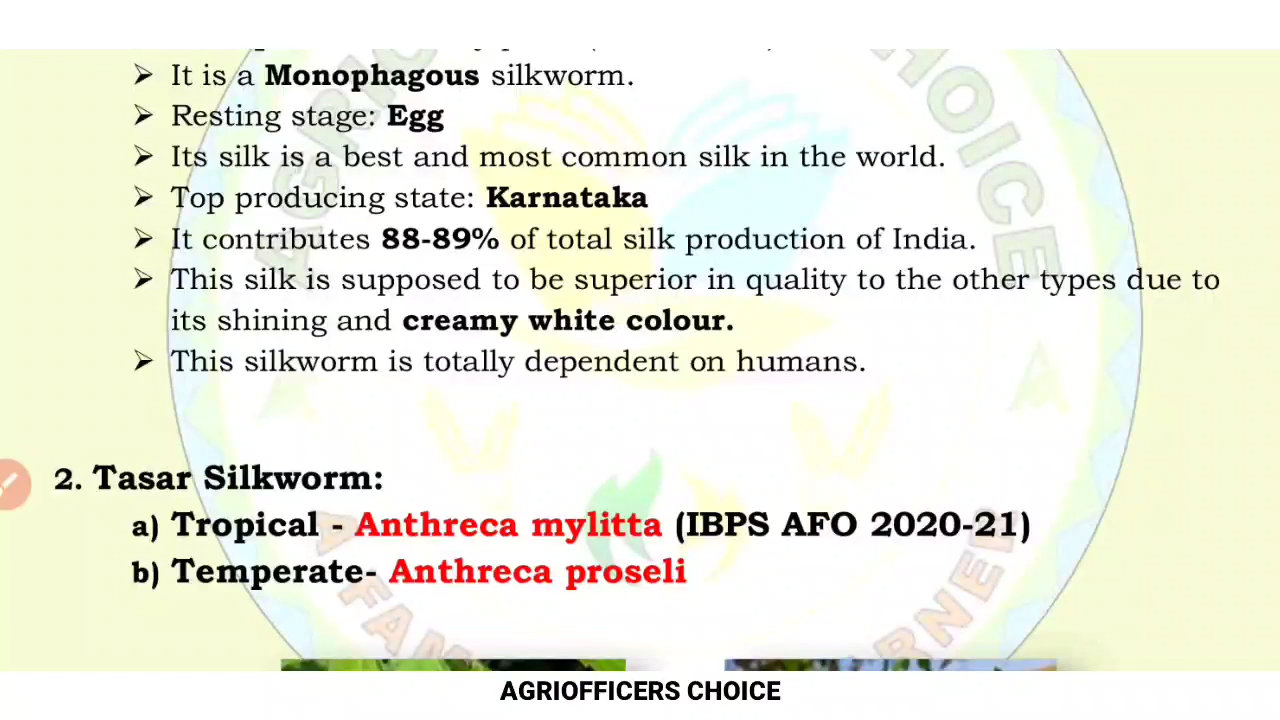 ➢ It is a Monophagous silkworm.
➢ Resting stage: Egg
➢ Its silk is a best and most common silk in the world.
➢ Top producing state: Karnataka
➢ It contributes 88-89% of total silk production of India.
➢ This silk is supposed to be superior in quality to the other types due to
its shining and creamy white colour.
➢ This silkworm is totally dependent on humans.
2. Tasar Silkworm:
a) Tropical - Anthreca mylitta (IBPS AFO 2020-21)
b) Temperate- Anthreca proseli
AGRIOFFICERS CHOICE